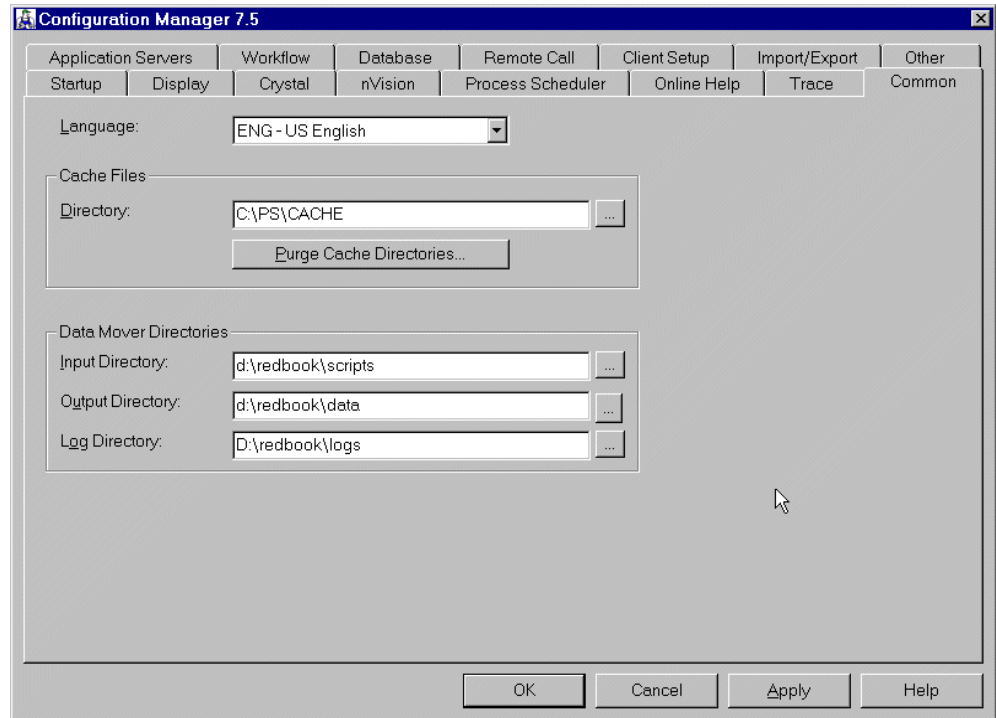 Configuration Manager 7.5
Application Servers Workflow Database Remote Call Client Setup Import/Export Other
Startup Display Crystal nVision Process Scheduler Online Help Trace Common
Language: ENG - US English
Cache Files
Directory: C:\PS\CACHE ...
Purge Cache Directories...
Data Mover Directories
Input Directory: d:\redbook\scripts ...
Output Directory: d:\redbook\data ...
Log Directory: D:\redbook\logs ...
OK Cancel Apply Help